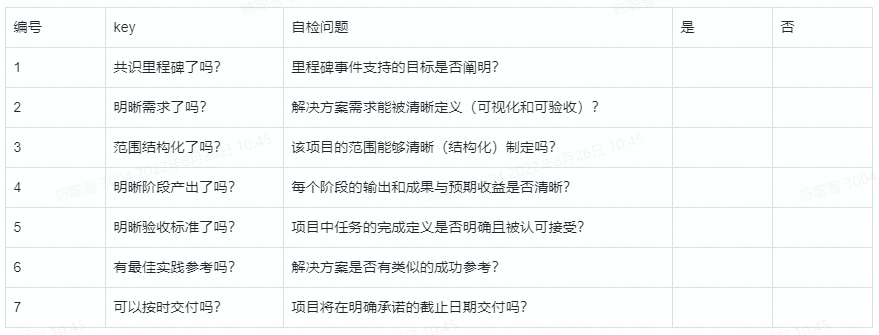 编号 key 自检问题 是 否
1 共识里程碑了吗? 里程碑事件支持的目标是否阐明?
2 明晰需求了吗? 解决方案需求能被清晰定义（可视化和可验收）?
3 范围结构化了吗? 该项目的范围能够清晰（结构化）制定吗?
4 明晰阶段产出了吗? 每个阶段的输出和成果与预期收益是否清晰?
5 明晰验收标准了吗? 项目中任务的完成定义是否明确且被认可接受?
6 有最佳实践参考吗? 解决方案是否有类似的成功参考?
7 可以按时交付吗? 项目将在明确承诺的截止日期交付吗?